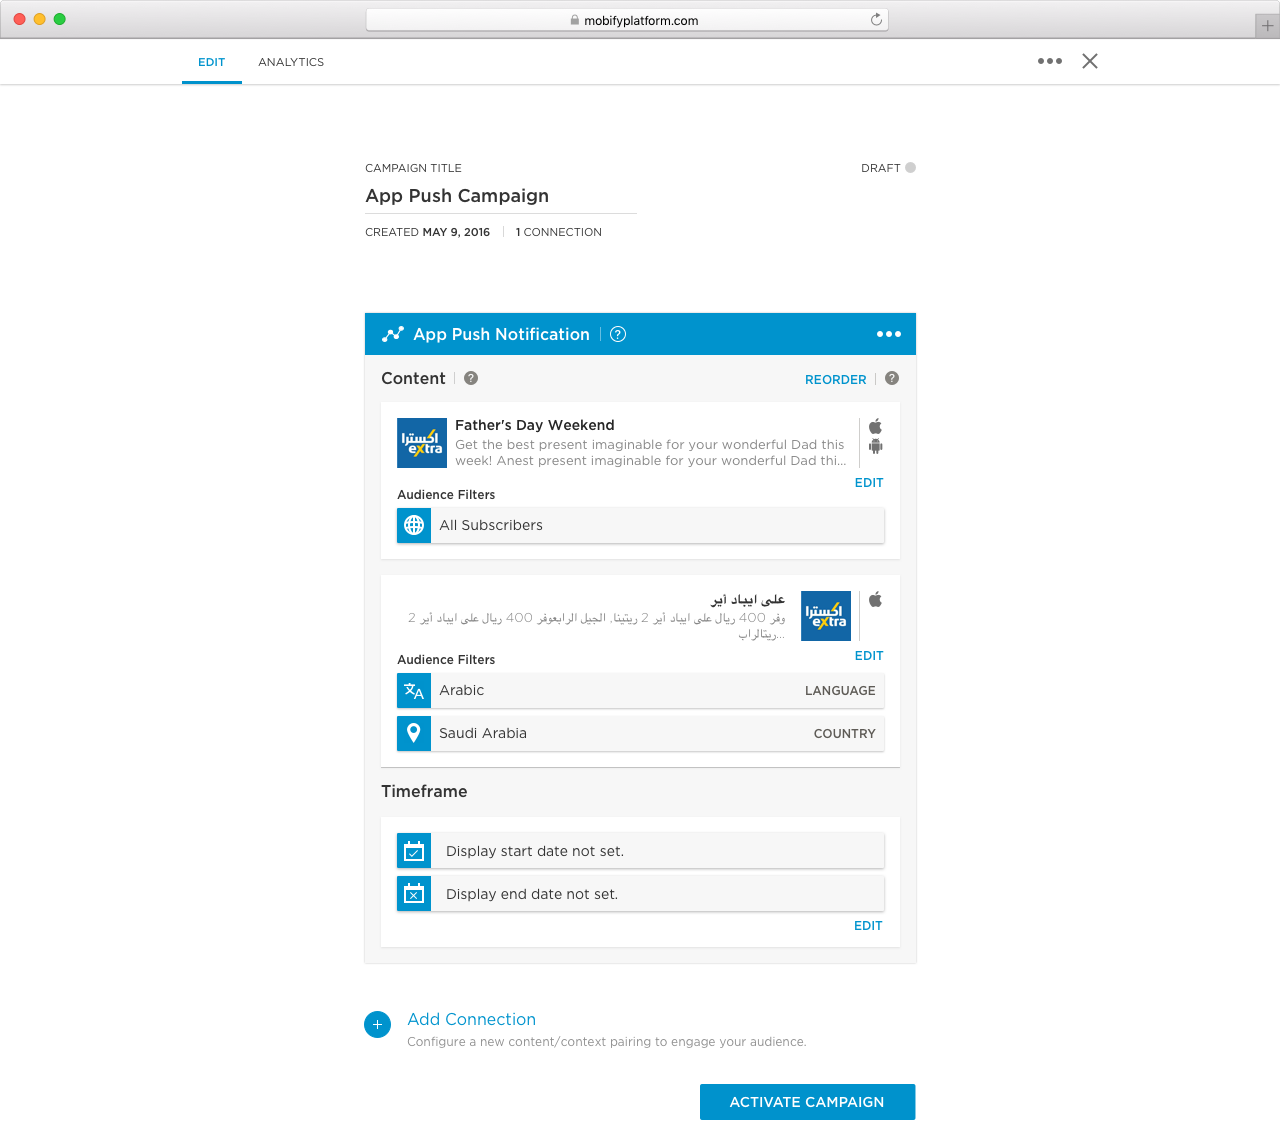 mobifyplatform.com
EDIT
ANALYTICS
CAMPAIGN TITLE
DRAFT
App Push Campaign
CREATED MAY 9, 2016
1 CONNECTION
App Push Notification
?
Content
?
REORDER
?
اكسترا
eXtra
Father's Day Weekend
Get the best present imaginable for your wonderful Dad this
week! Anest present imaginable for your wonderful Dad thi...
EDIT
Audience Filters
All Subscribers
على ايباد أير
وفر 400 ريال على ايباد أير 2 ريتينا, الجيل الرابعوفر 400 ريال على ايباد أير 2
ريتالراب...
اكسترا
eXtra
EDIT
Audience Filters
Arabic
LANGUAGE
Saudi Arabia
COUNTRY
Timeframe
Display start date not set.
Display end date not set.
EDIT
Add Connection
Configure a new content/context pairing to engage your audience.
ACTIVATE CAMPAIGN